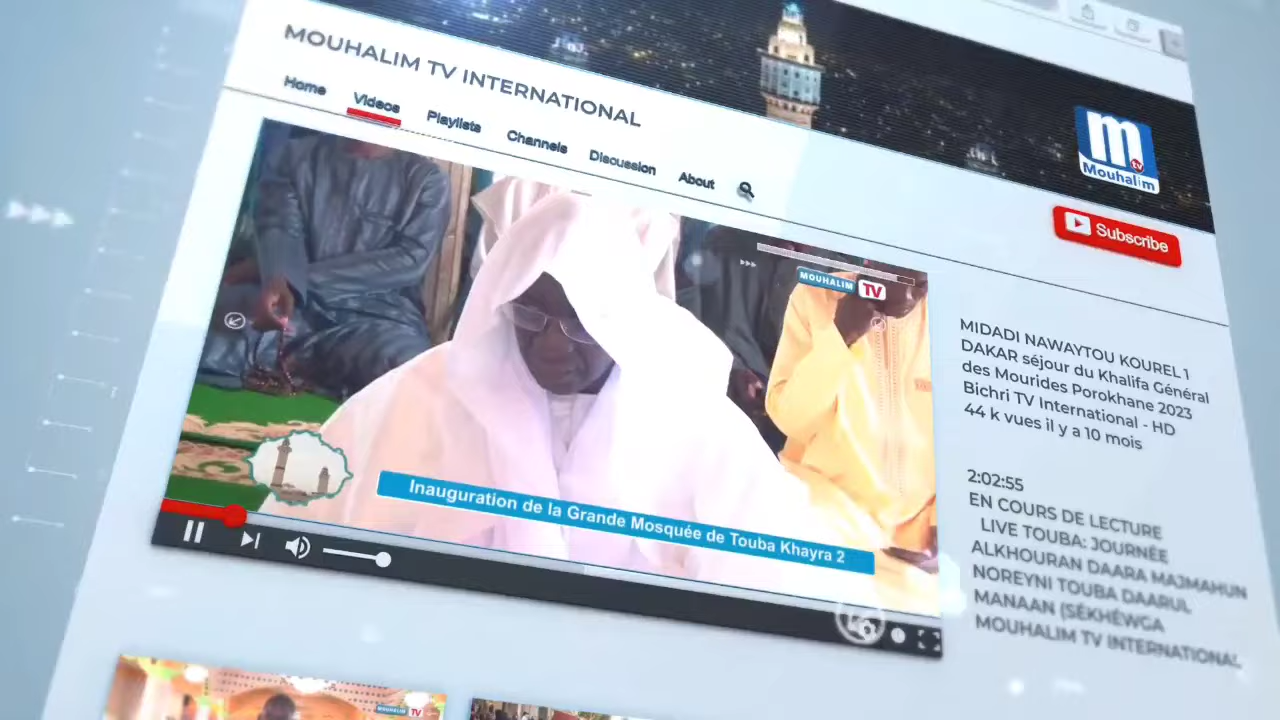 MOUHALIM TV INTERNATIONAL
Home Videos Playlists Channels Discussion About
m
tv
Mouhalim
Subscribe
MOUHALIM TV
MIDADI NAWAYTOU KOUREL 1
DAKAR séjour du Khalifa Général
des Mourides Porokhane 2023
Bichri TV International - HD
44 k vues il y a 10 mois
Inauguration de la Grande Mosquée de Touba Khayra 2
2:02:55
EN COURS DE LECTURE
LIVE TOUBA: JOURNÉE
ALKHOURAN DAARA MAJMAHUN
NOREYNI TOUBA DAARUL
MANAAN (SÉKHÉWGA
MOUHALIM TV INTERNATIONAL
MOUHALIM TV